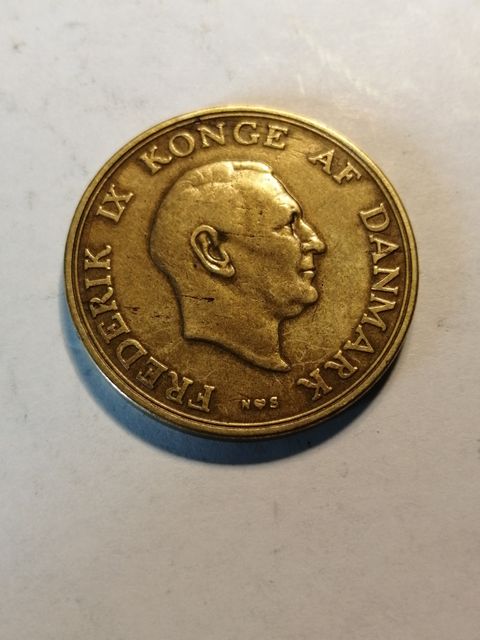 FREDERIK IX KONGE AF DANMARK
N♥S